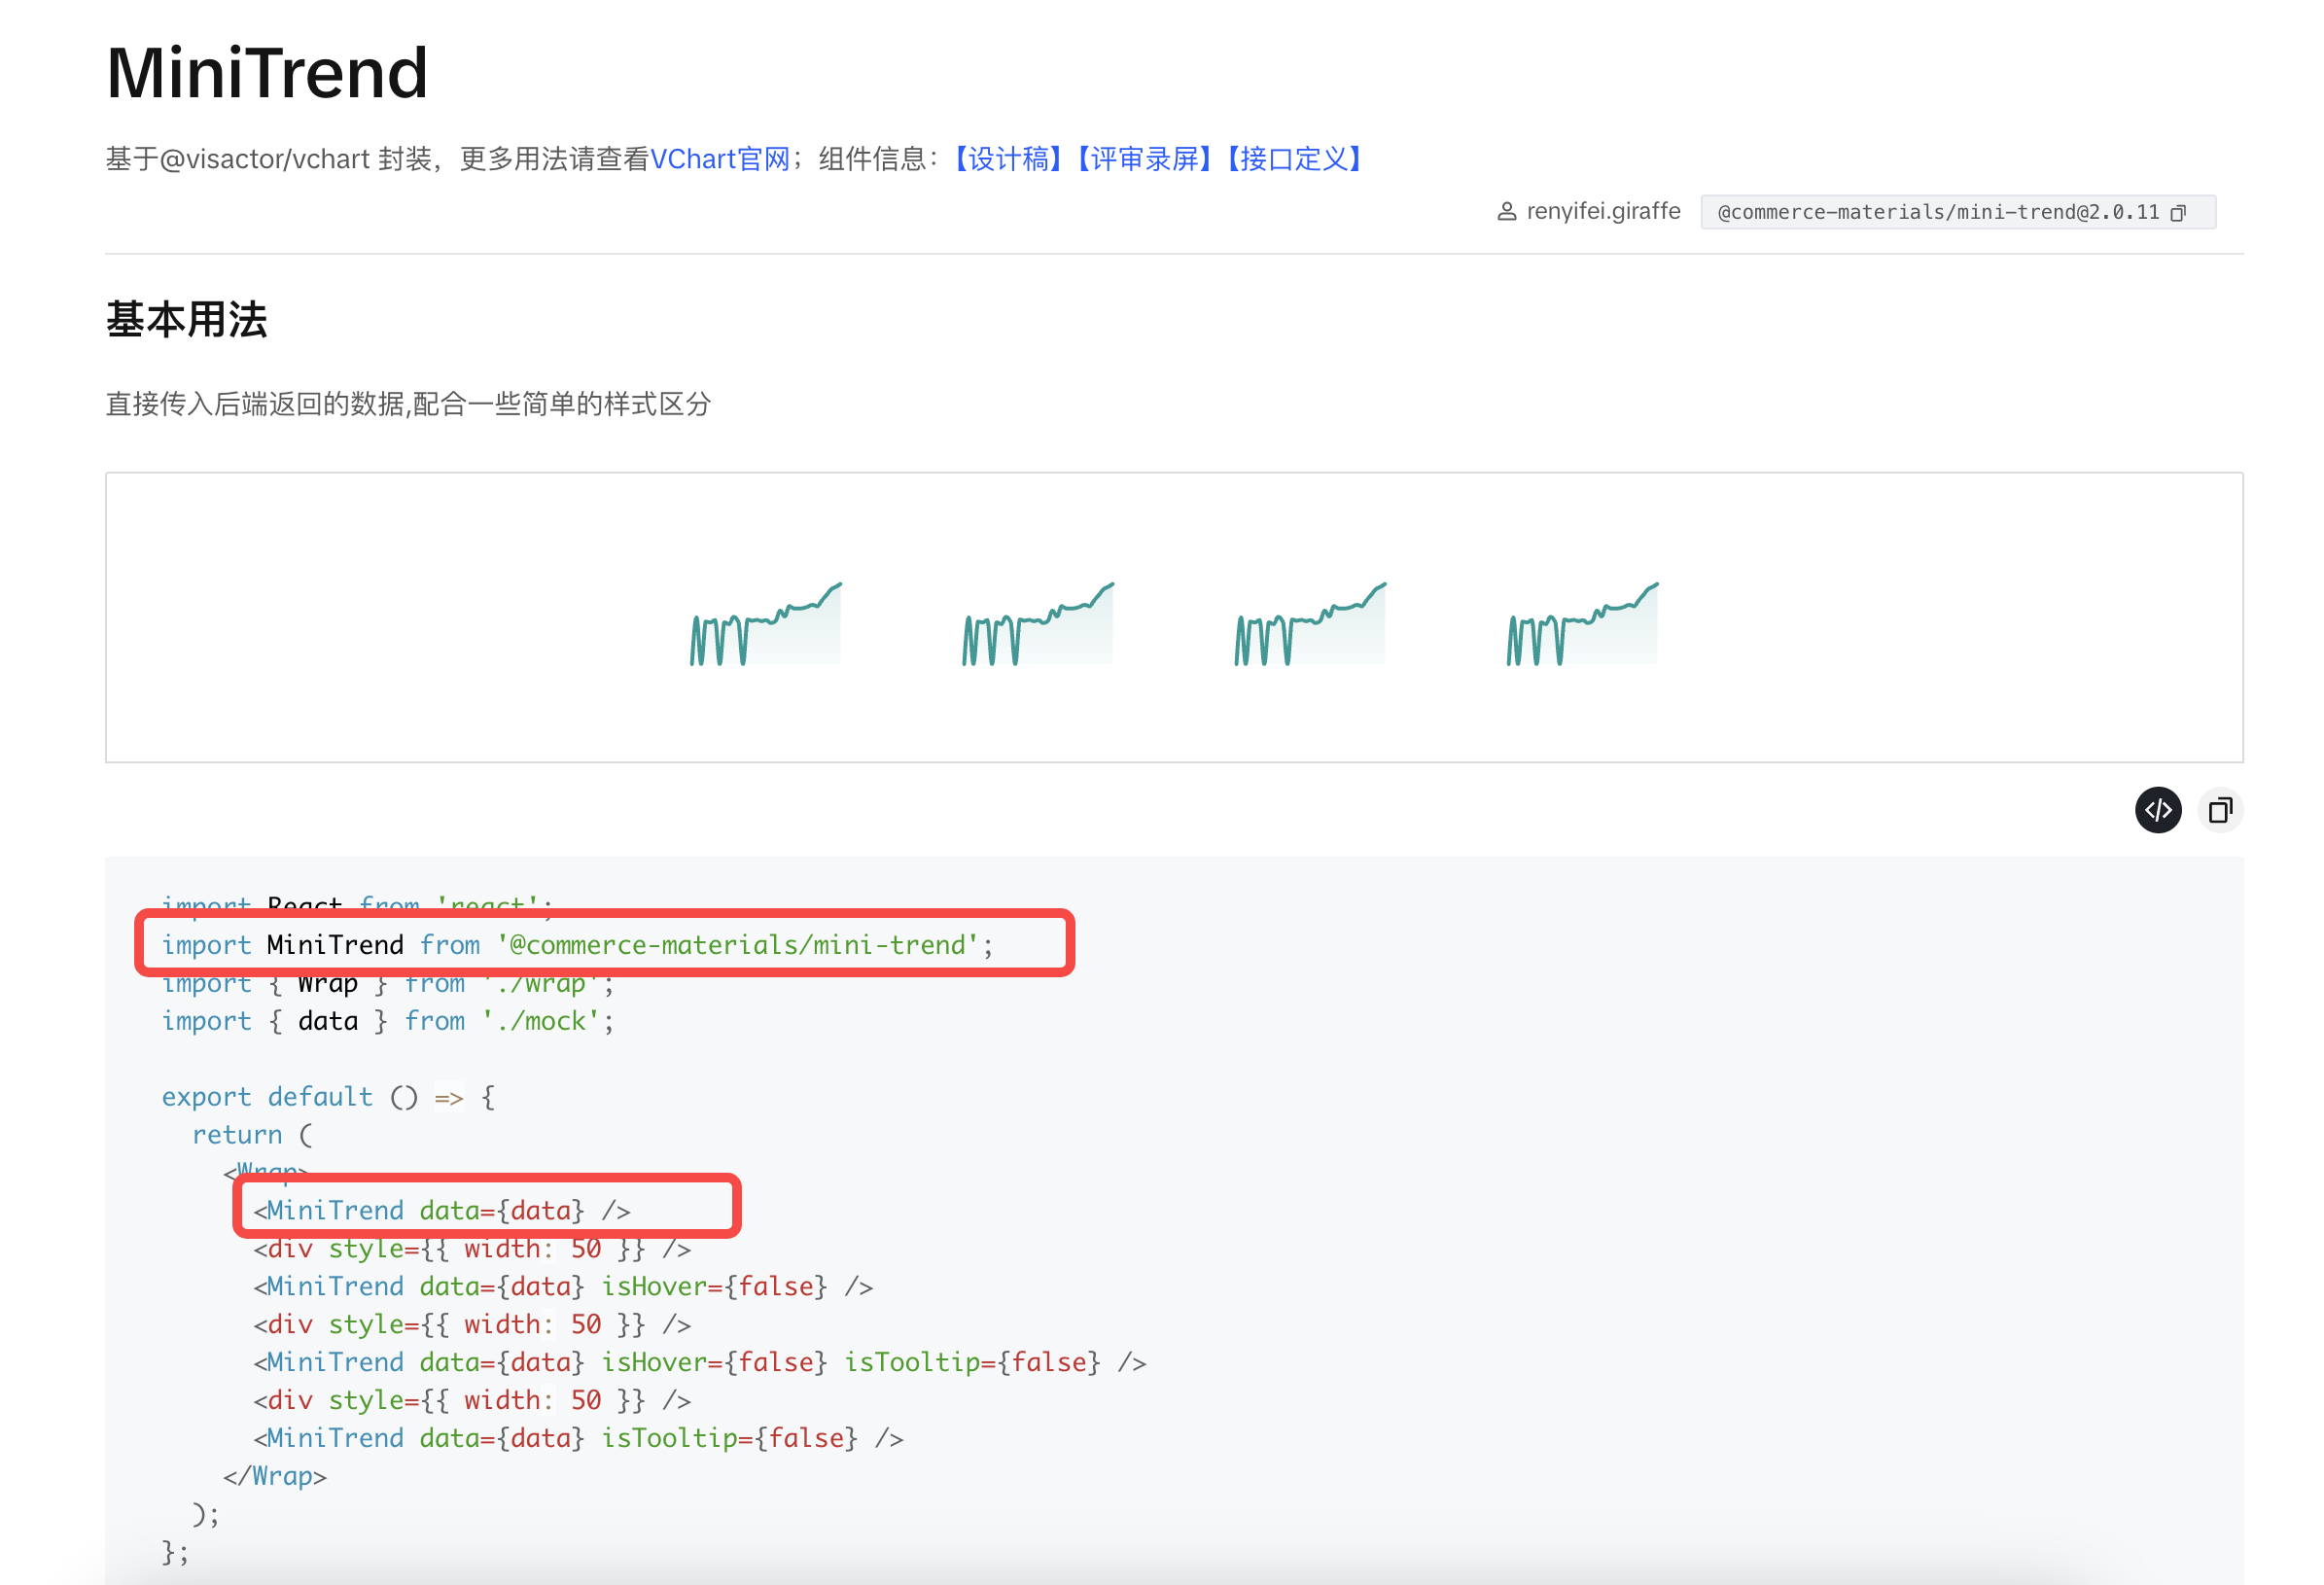 MiniTrend
基于@visactor/vchart 封装，更多用法请查看VChart官网；组件信息：【设计稿】【评审录屏】【接口定义】
renyifei.giraffe @commerce-materials/mini-trend@2.0.11
基本用法
直接传入后端返回的数据,配合一些简单的样式区分
import React from 'react';
import MiniTrend from '@commerce-materials/mini-trend';
import { Wrap } from './wrap';
import { data } from './mock';
export default () => {
return (
<Wrap>
<MiniTrend data={data} />
<div style={{ width: 50 }} />
<MiniTrend data={data} isHover={false} />
<div style={{ width: 50 }} />
<MiniTrend data={data} isHover={false} isTooltip={false} />
<div style={{ width: 50 }} />
<MiniTrend data={data} isTooltip={false} />
</Wrap>
);
};